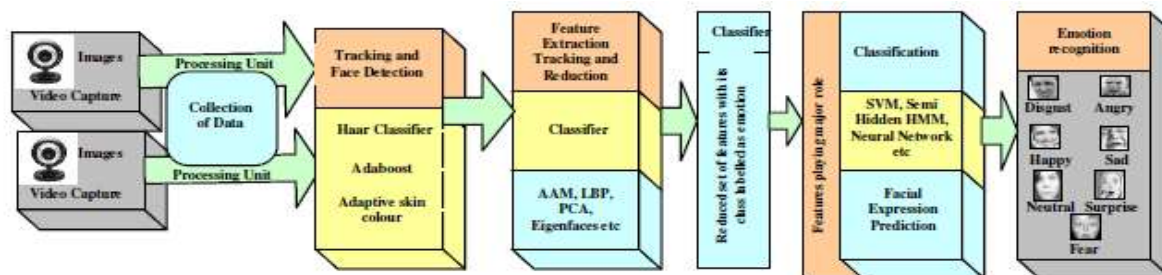 Images
Video Capture
Images
Video Capture
Processing Unit
Collection
of Data
Processing Unit
Tracking and
Face Detection
Haar Classifier
Adaboost
Adaptive skin
colour
Feature
Extraction
Tracking and
Reduction
Classifier
AAM, LBP,
PCA,
Eigenfaces etc
Classifier
Reduced set of features with its
class labelled as emotion
Features playing major role
Classification
SVM, Semi
Hidden HMM,
Neural Network
etc
Facial
Expression
Prediction
Emotion
recognition
Disgust Angry
Happy Sad
Neutral Surprise
Fear